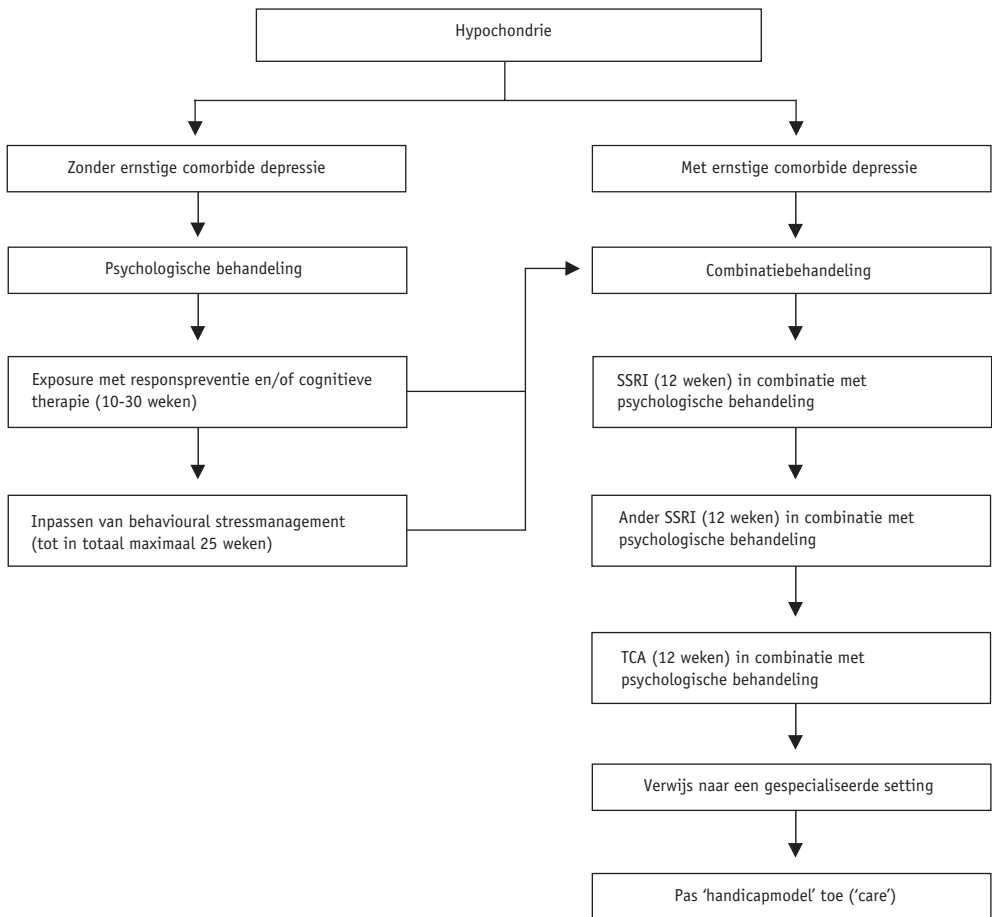 Hypochondrie
Zonder ernstige comorbide depressie
Met ernstige comorbide depressie
Psychologische behandeling
Combinatiebehandeling
Exposure met responspreventie en/of cognitieve
therapie (10-30 weken)
SSRI (12 weken) in combinatie met
psychologische behandeling
Inpassen van behavioural stressmanagement
(tot in totaal maximaal 25 weken)
Ander SSRI (12 weken) in combinatie met
psychologische behandeling
TCA (12 weken) in combinatie met
psychologische behandeling
Verwijs naar een gespecialiseerde setting
Pas ‘handicapmodel’ toe (‘care’)